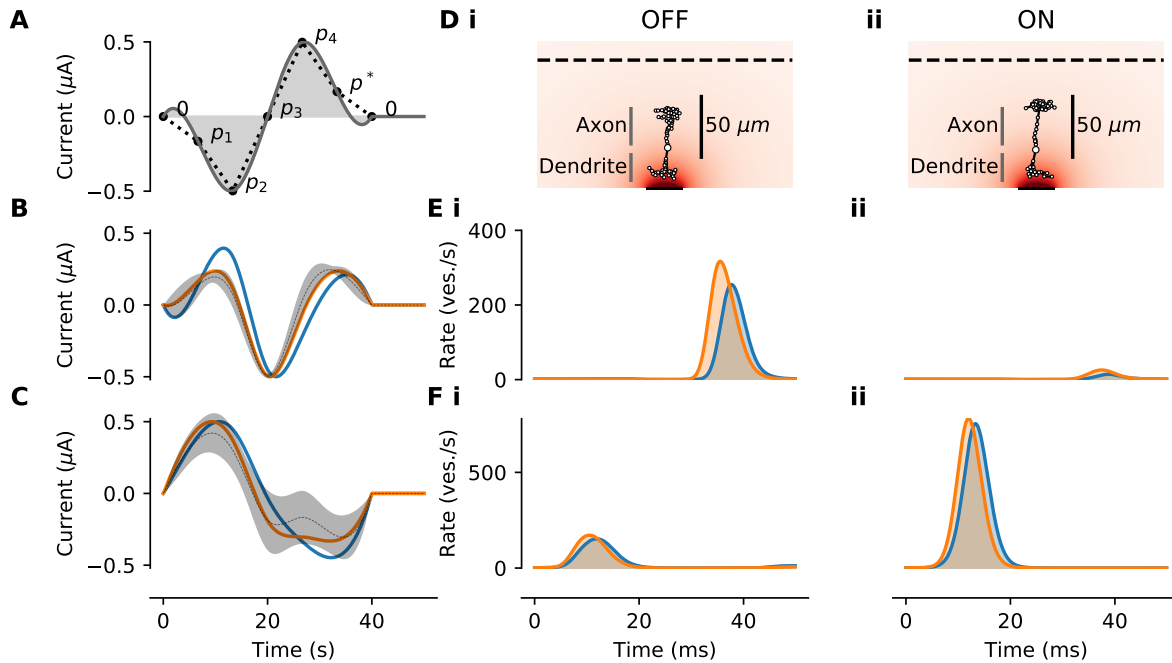 A
0.5
0.0
−0.5
Current (μA)
0
p1
p2
p3
p4
p*
0
B
0.5
0.0
−0.5
Current (μA)
C
0.5
0.0
−0.5
Current (μA)
0
20
40
Time (s)
D i
OFF
Axon
Dendrite
50 μm
ii
ON
Axon
Dendrite
50 μm
E i
400
200
0
Rate (ves./s)
ii
F i
500
0
Rate (ves./s)
0
20
40
Time (ms)
ii
0
20
40
Time (ms)